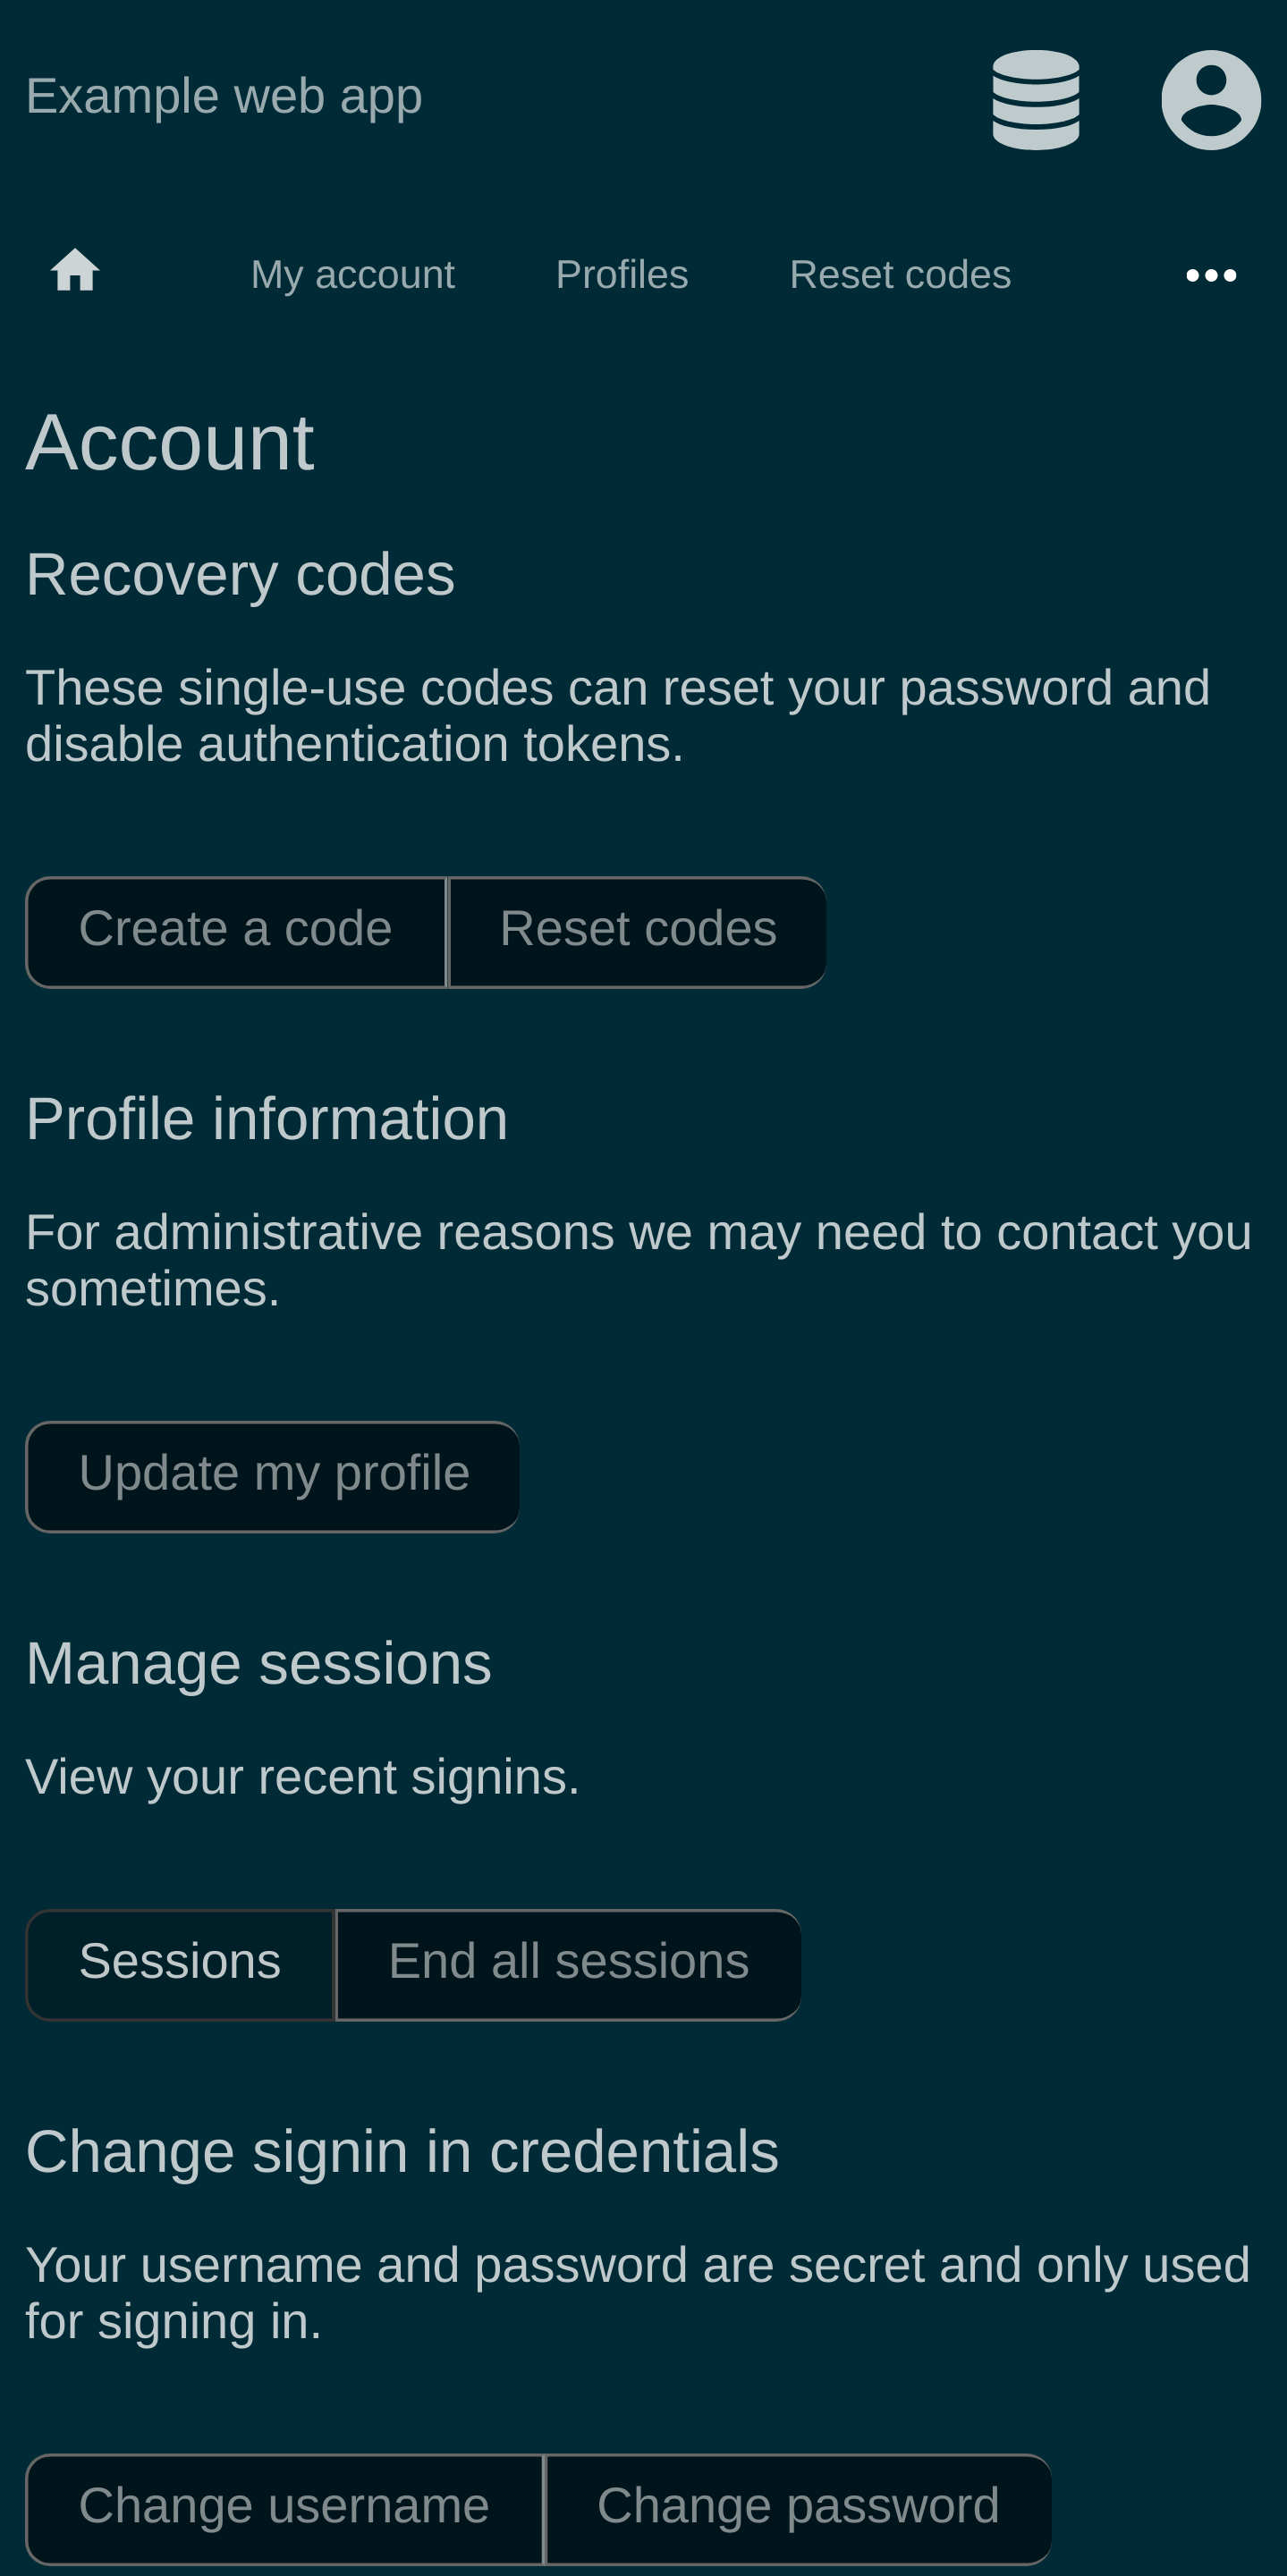 Example web app
My account Profiles Reset codes
Account
Recovery codes
These single-use codes can reset your password and
disable authentication tokens.
Create a code Reset codes
Profile information
For administrative reasons we may need to contact you
sometimes.
Update my profile
Manage sessions
View your recent signins.
Sessions End all sessions
Change signin in credentials
Your username and password are secret and only used
for signing in.
Change username Change password